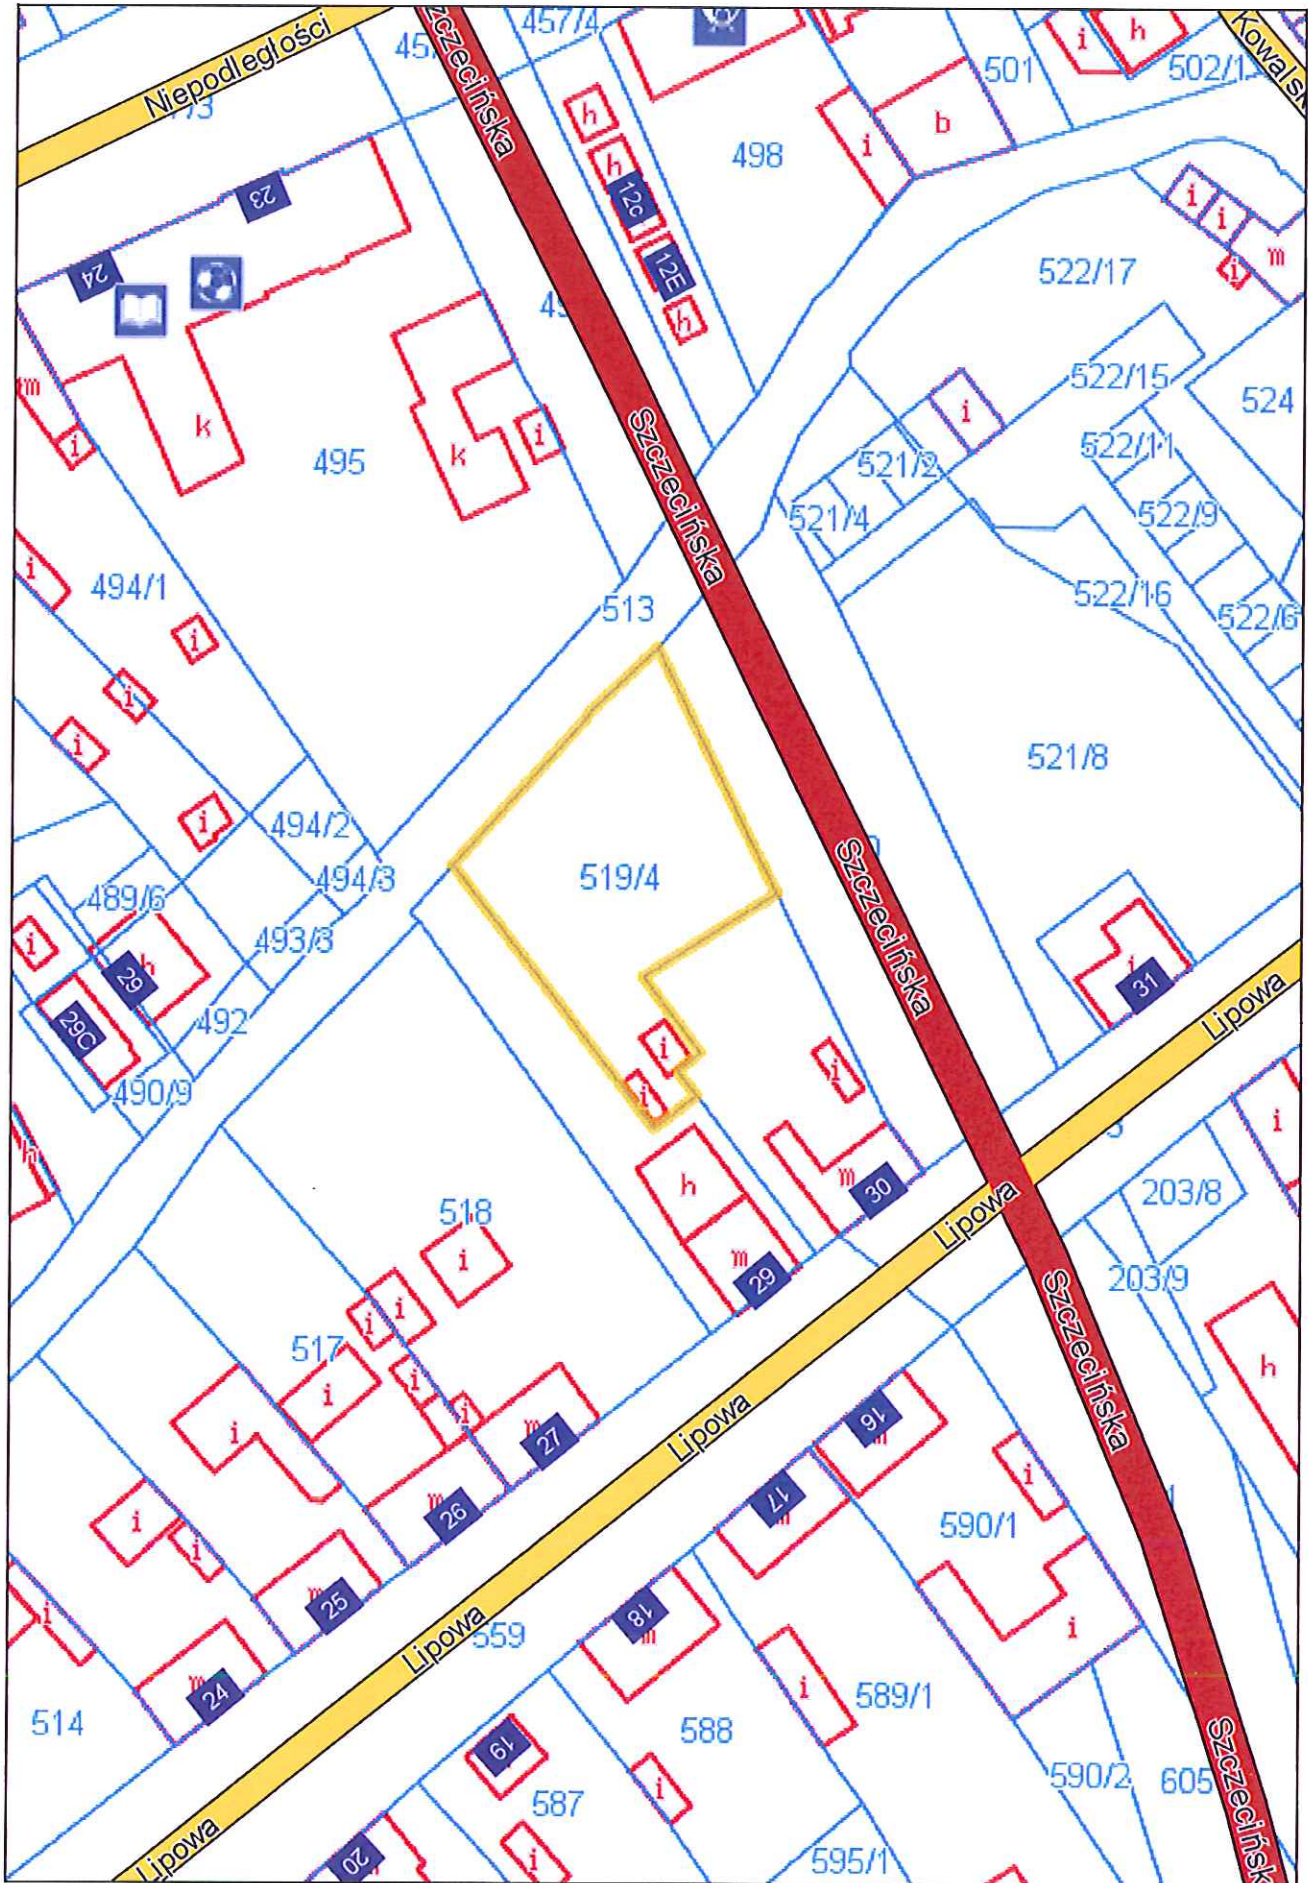 Niepodległości
Szczecińska
457/4
i
h
501
502/1
Kowalsk
h
b
498
i
h
12c
12E
h
23
24
i
i
m
i
522/17
m
i
k
495
k
i
Szczecińska
522/15
524
i
521/2
522/11
521/4
522/9
i
494/1
513
522/16
522/6
i
i
i
i
494/2
494/3
519/4
Szczecińska
521/8
489/6
i
h
29
493/3
29C
492
490/9
h
i
i
i
i
31
Lipowa
h
m
30
203/8
i
518
i
Lipowa
m
29
203/9
i
i
517
i
i
i
i
Szczecińska
h
m
27
Lipowa
16
m
m
26
17
m
i
590/1
i
i
m
25
18
m
i
i
559
Lipowa
m
24
i
589/1
514
588
19
i
590/2
605
Szczecińsk
587
i
595/1
Lipowa
20